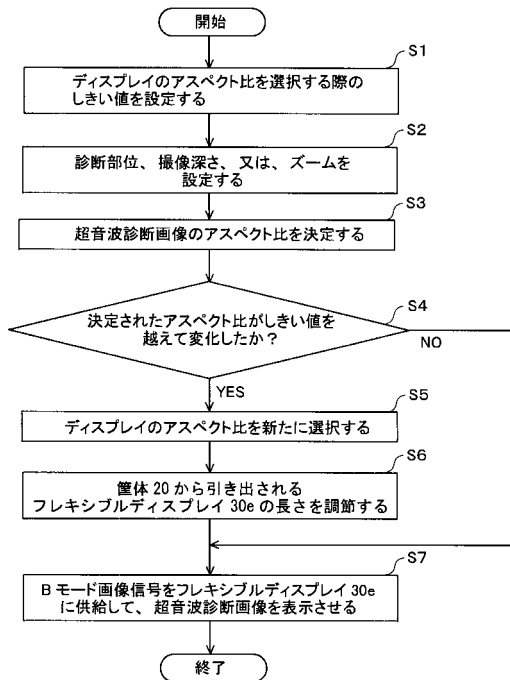 開始
S1
ディスプレイのアスペクト比を選択する際の
しきい値を設定する
S2
診断部位、撮像深さ、又は、ズームを
設定する
S3
超音波診断画像のアスペクト比を決定する
S4
決定されたアスペクト比がしきい値を
越えて変化したか？
NO
YES
S5
ディスプレイのアスペクト比を新たに選択する
S6
筐体20から引き出される
フレキシブルディスプレイ30eの長さを調節する
S7
Bモード画像信号をフレキシブルディスプレイ30e
に供給して、超音波診断画像を表示させる
終了